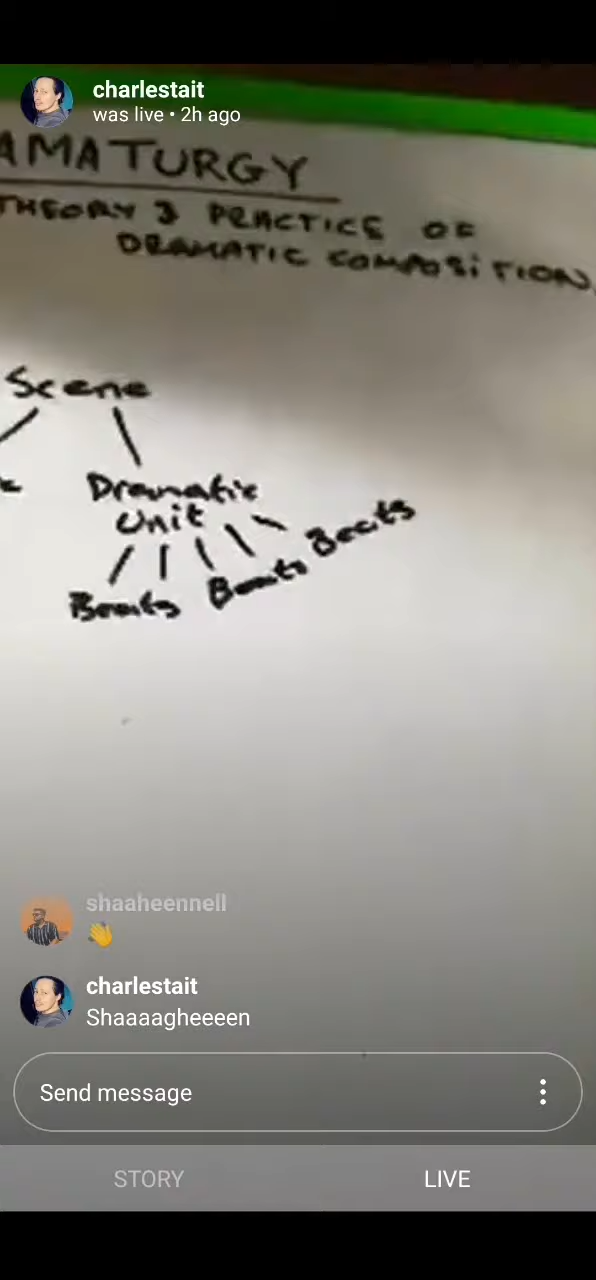 charlestait
was live • 2h ago
AMATURGY
THEORY & PRACTICE OF
DRAMATIC COMPOSITION.
Scene
Dramatic
Unit
Beats
Beats
Beats
shaaheennell
👋
charlestait
Shaaaagheeeen
Send message
STORY
LIVE